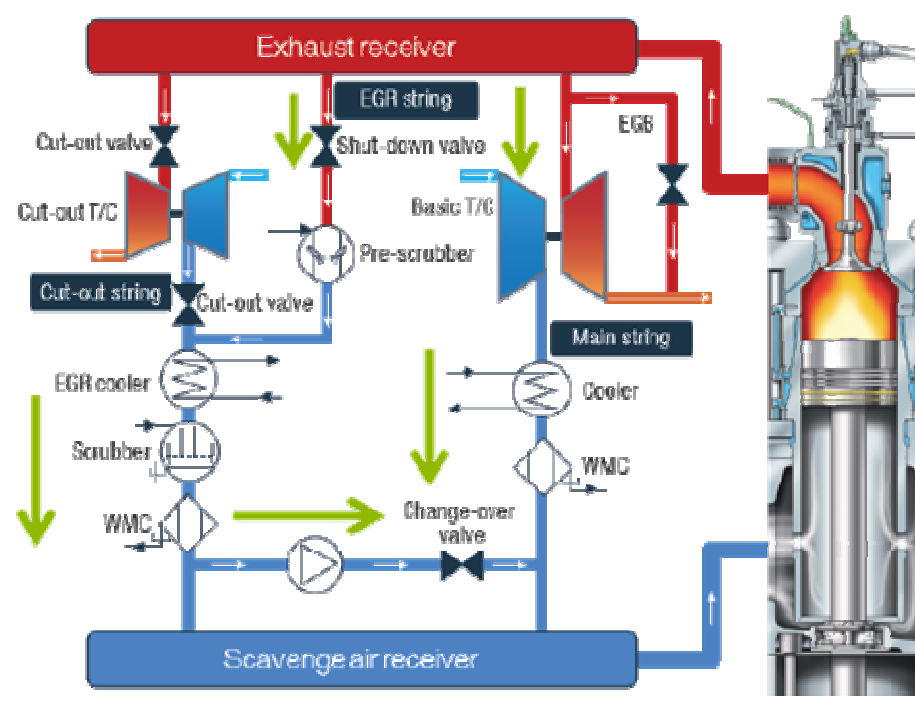 Exhaust receiver
EGR string
Cut-out valve
Shut-down valve
EGB
Cut-out T/C
Basic T/C
Pre-scrubber
Cut-out string
Cut-out valve
Main string
EGR cooler
Cooler
Scrubber
WMC
WMC
Change-over
valve
Scavenge air receiver